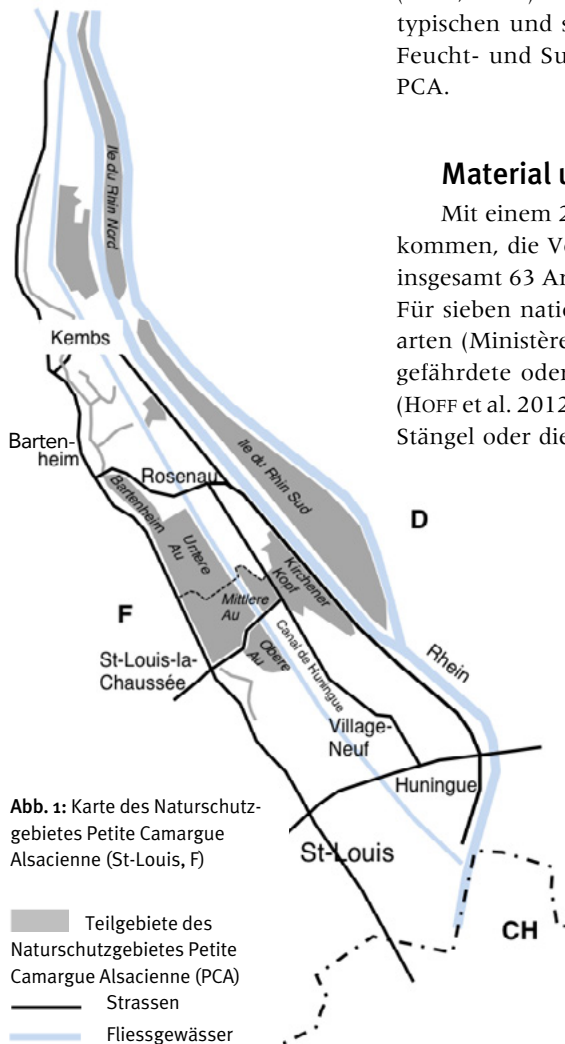 typischen und s
Feucht- und Su
PCA.
Material u
Mit einem 2
kommen, die Ve
insgesamt 63 Ar
Für sieben natio
arten (Ministère
gefährdete oder
(HOFF et al. 2012
Stängel oder die
Ile du Rhin Nord
Kembs
Barten-
heim
Rosenau
Ile du Rhin Sud
D
Bartenheim
Au
Untere
Au
Kirchener
Kopf
Mittlere
Au
F
Obere
Au
Canal de Huningue
St-Louis-la-
Chaussée
Rhein
Village-
Neuf
Huningue
St-Louis
CH
Abb. 1: Karte des Naturschutz-
gebietes Petite Camargue
Alsacienne (St-Louis, F)
Teilgebiete des
Naturschutzgebietes Petite
Camargue Alsacienne (PCA)
Strassen
Fliessgewässer